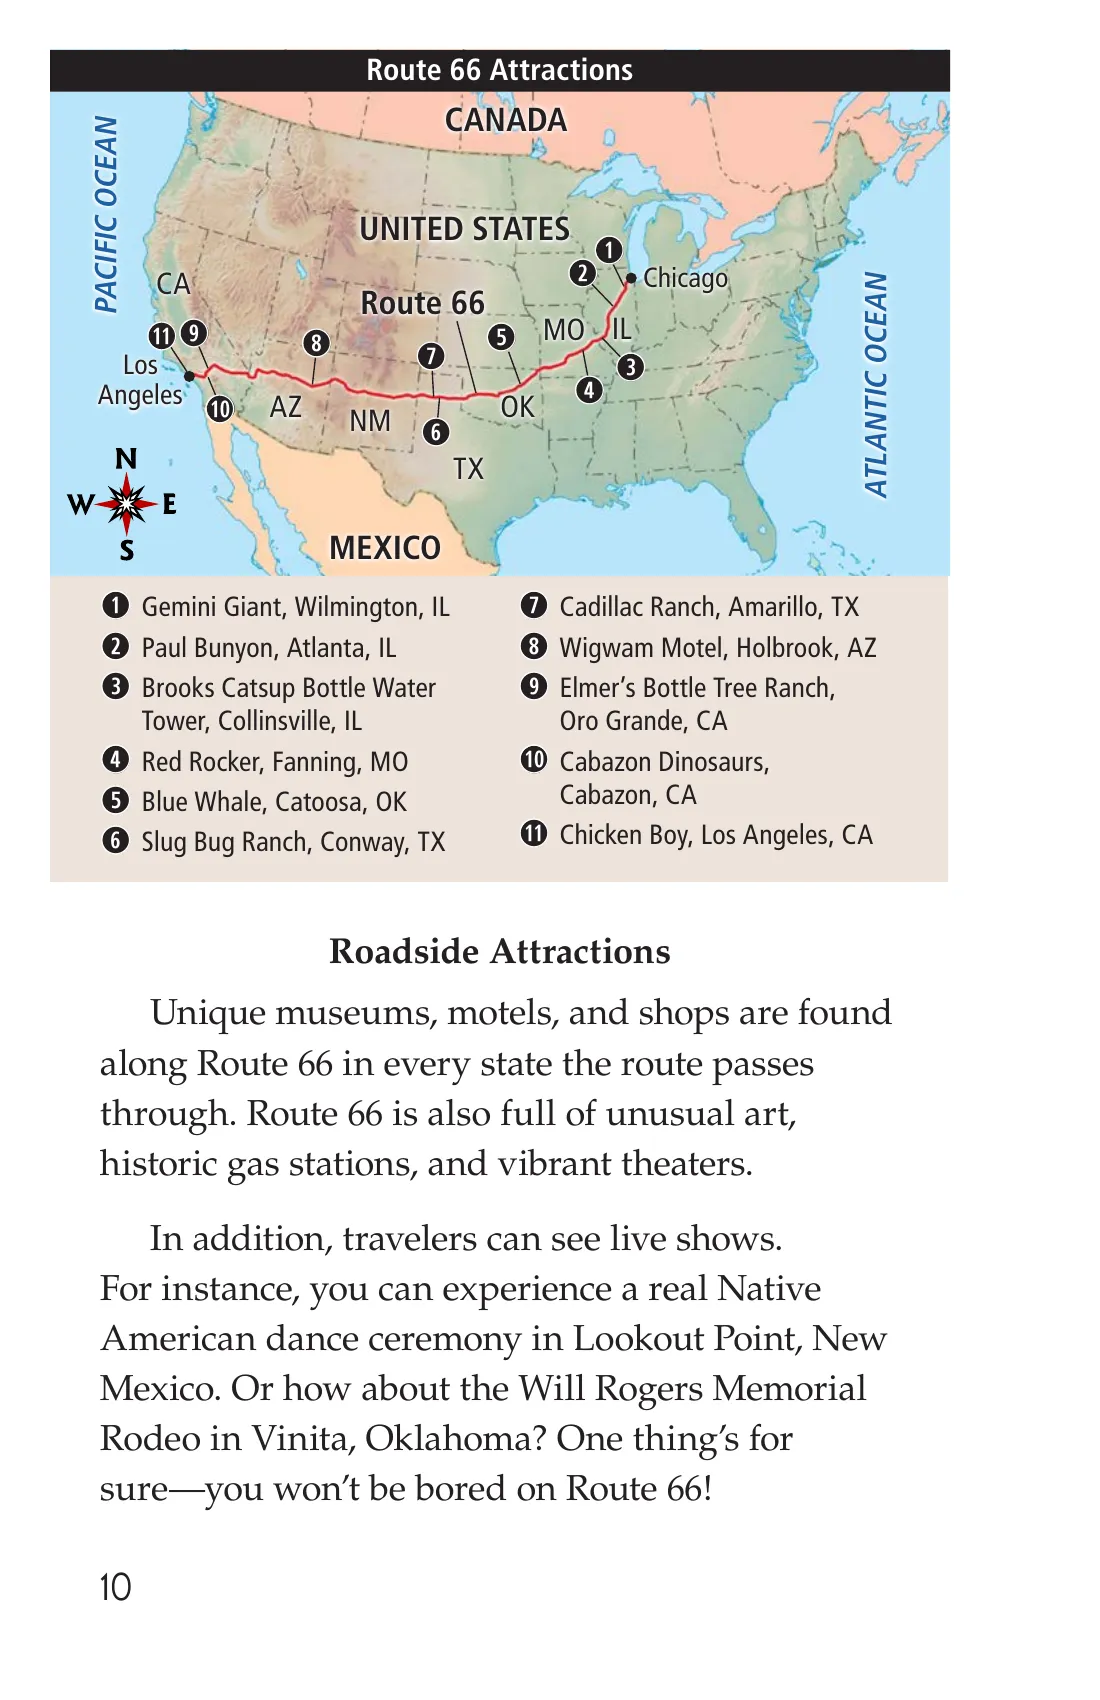 Route 66 Attractions
CANADA
PACIFIC OCEAN
UNITED STATES
1
2
Chicago
CA
Route 66
ATLANTIC OCEAN
11
9
8
7
5
MO
IL
Los
Angeles
3
4
10
AZ
NM
6
OK
TX
N
W
E
S
MEXICO
1 Gemini Giant, Wilmington, IL
2 Paul Bunyon, Atlanta, IL
3 Brooks Catsup Bottle Water
Tower, Collinsville, IL
4 Red Rocker, Fanning, MO
5 Blue Whale, Catoosa, OK
6 Slug Bug Ranch, Conway, TX
7 Cadillac Ranch, Amarillo, TX
8 Wigwam Motel, Holbrook, AZ
9 Elmer’s Bottle Tree Ranch,
Oro Grande, CA
10 Cabazon Dinosaurs,
Cabazon, CA
11 Chicken Boy, Los Angeles, CA
Roadside Attractions
Unique museums, motels, and shops are found
along Route 66 in every state the route passes
through. Route 66 is also full of unusual art,
historic gas stations, and vibrant theaters.
In addition, travelers can see live shows.
For instance, you can experience a real Native
American dance ceremony in Lookout Point, New
Mexico. Or how about the Will Rogers Memorial
Rodeo in Vinita, Oklahoma? One thing’s for
sure—you won’t be bored on Route 66!
10